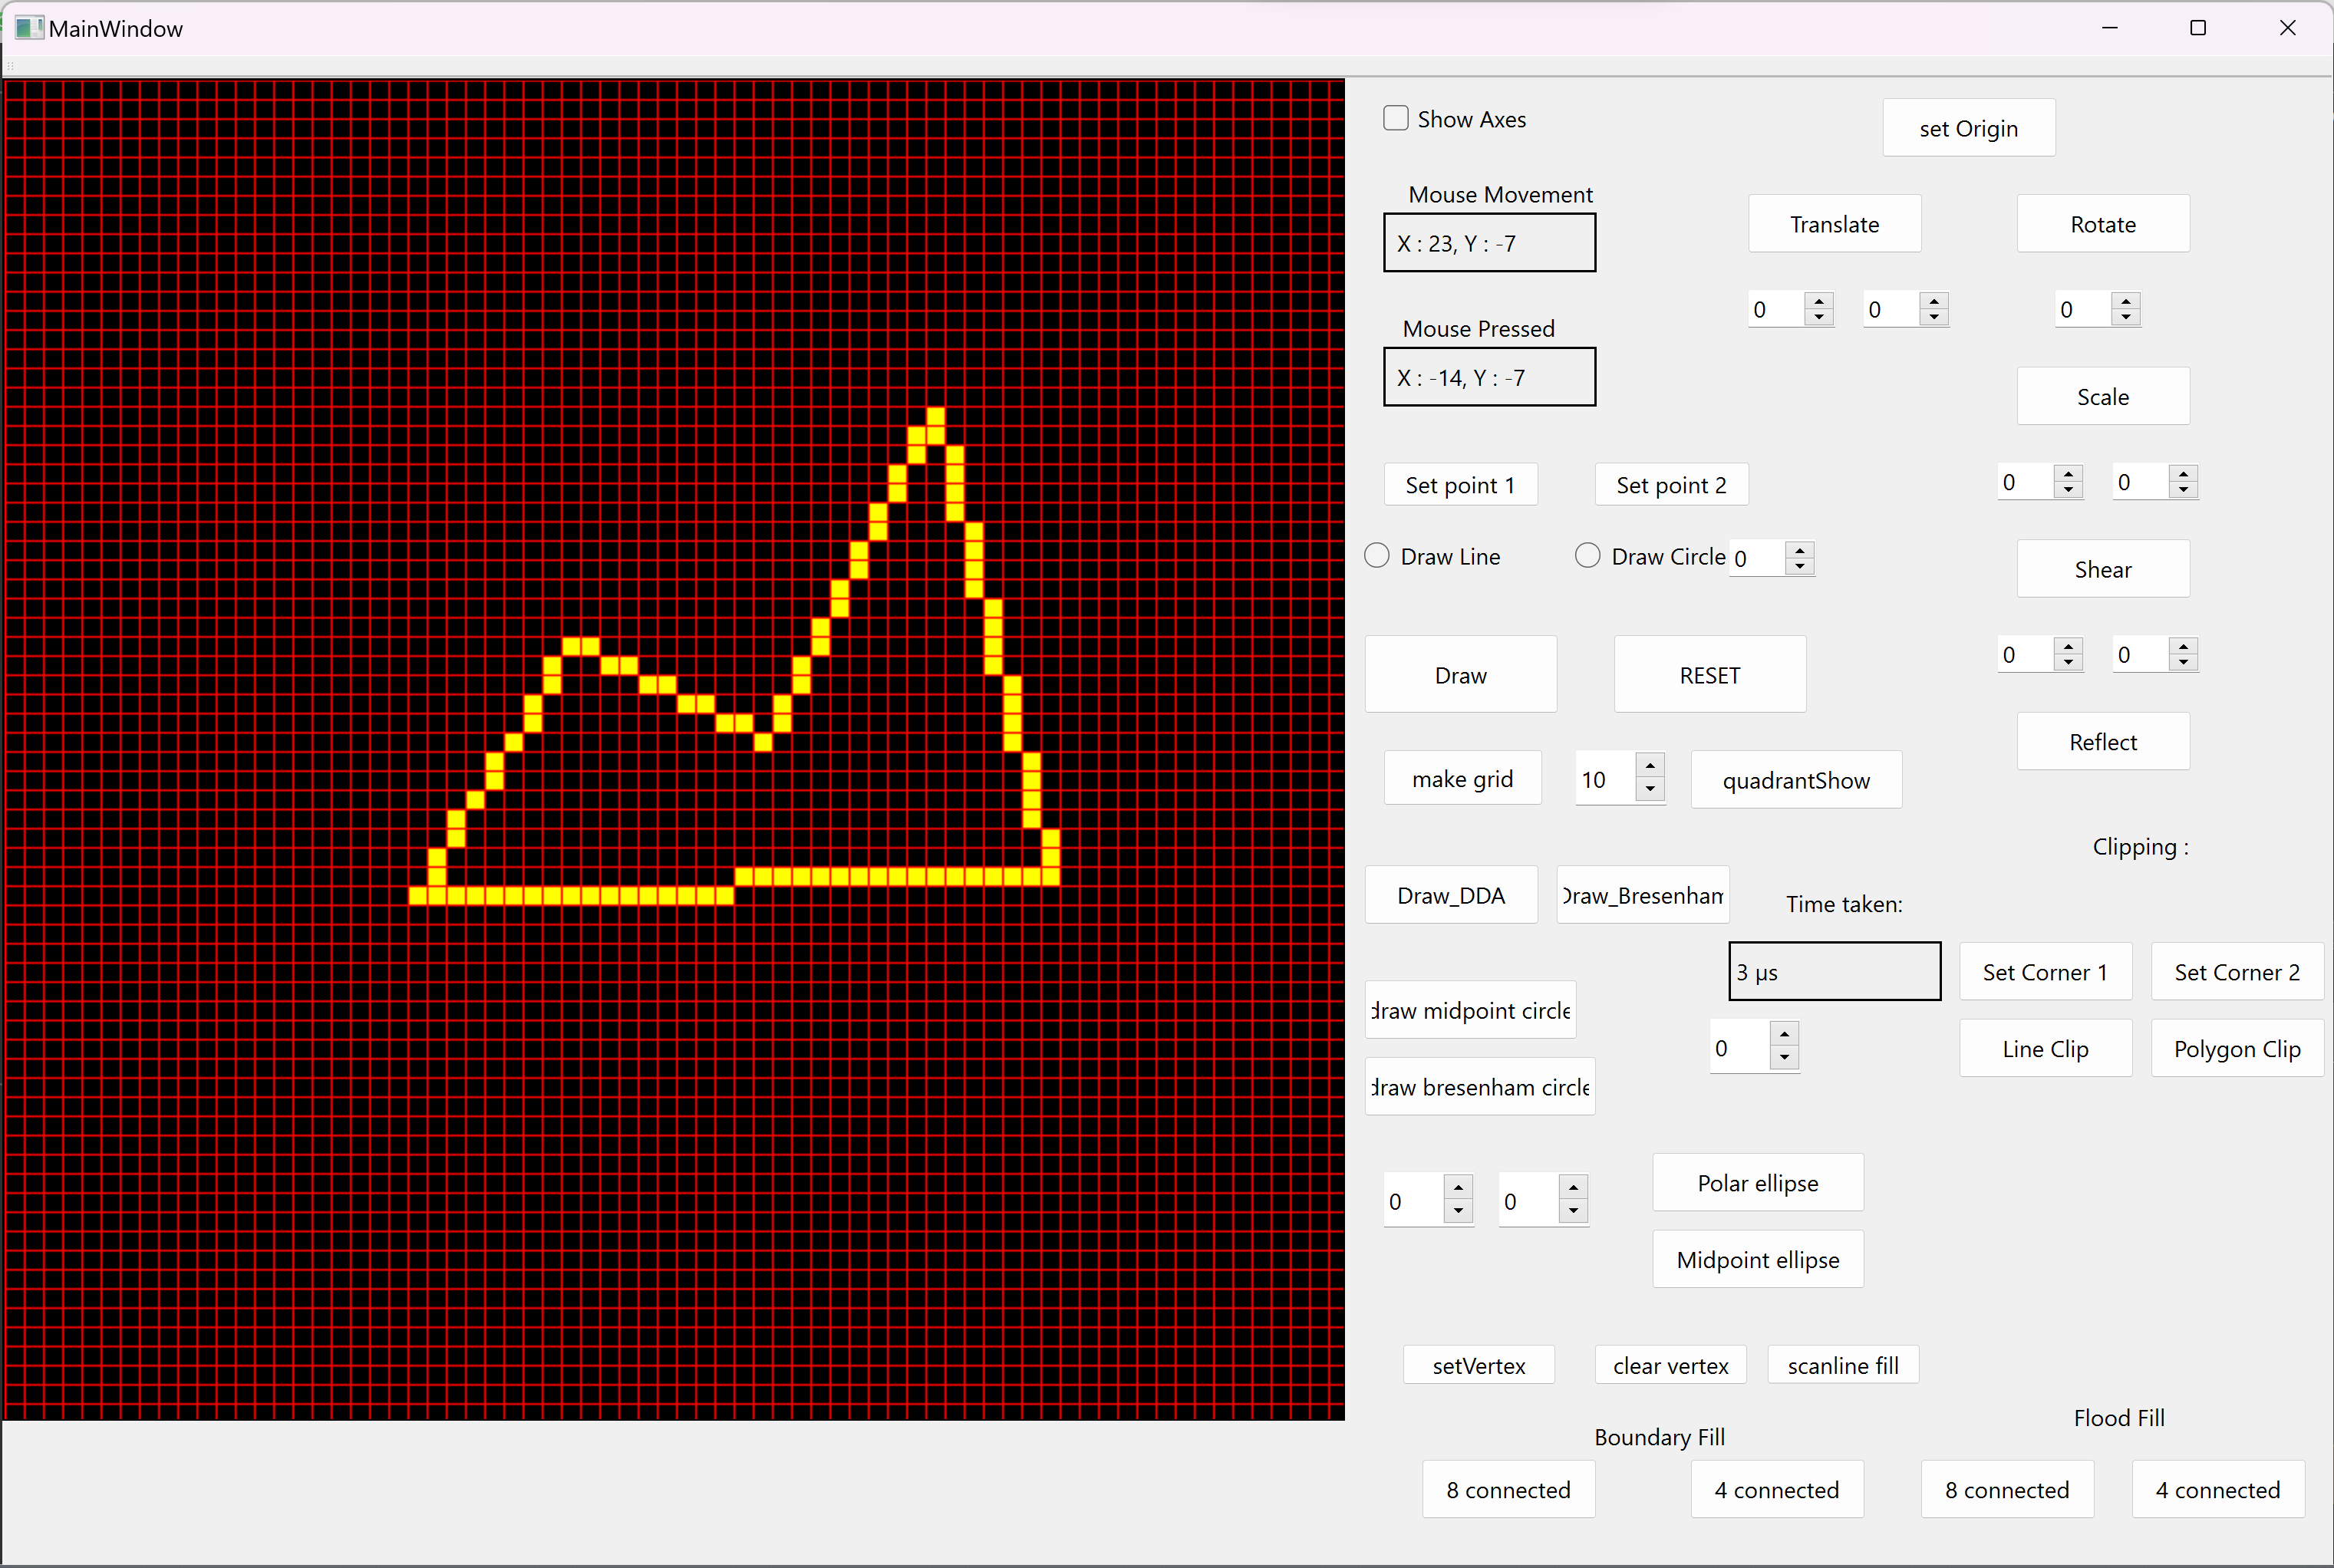 MainWindow
Show Axes
set Origin
Mouse Movement
X : 23, Y : -7
Translate
Rotate
0
0
0
Mouse Pressed
X : -14, Y : -7
Scale
Set point 1
Set point 2
0
0
Draw Line
Draw Circle
0
Shear
0
0
Draw
RESET
Reflect
make grid
10
quadrantShow
Clipping :
Draw_DDA
Draw_Bresenham
Time taken:
3 µs
Set Corner 1
Set Corner 2
draw midpoint circle
0
Line Clip
Polygon Clip
draw bresenham circle
0
0
Polar ellipse
Midpoint ellipse
setVertex
clear vertex
scanline fill
Flood Fill
Boundary Fill
8 connected
4 connected
8 connected
4 connected